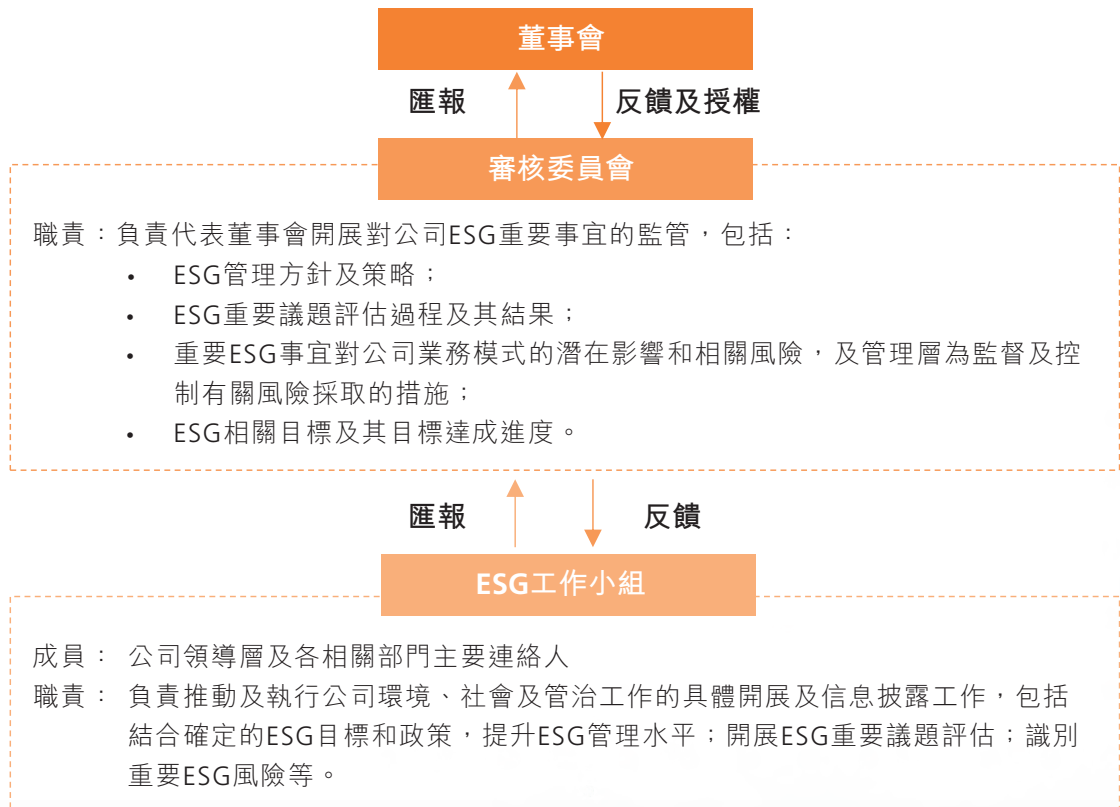 董事會
匯報
反饋及授權
審核委員會
職責：負責代表董事會開展對公司ESG重要事宜的監管，包括：
• ESG管理方針及策略；
• ESG重要議題評估過程及其結果；
• 重要ESG事宜對公司業務模式的潛在影響和相關風險，及管理層為監督及控
制有關風險採取的措施；
• ESG相關目標及其目標達成進度。
匯報
反饋
ESG工作小組
成員： 公司領導層及各相關部門主要連絡人
職責： 負責推動及執行公司環境、社會及管治工作的具體開展及信息披露工作，包括
結合確定的ESG目標和政策，提升ESG管理水平；開展ESG重要議題評估；識別
重要ESG風險等。